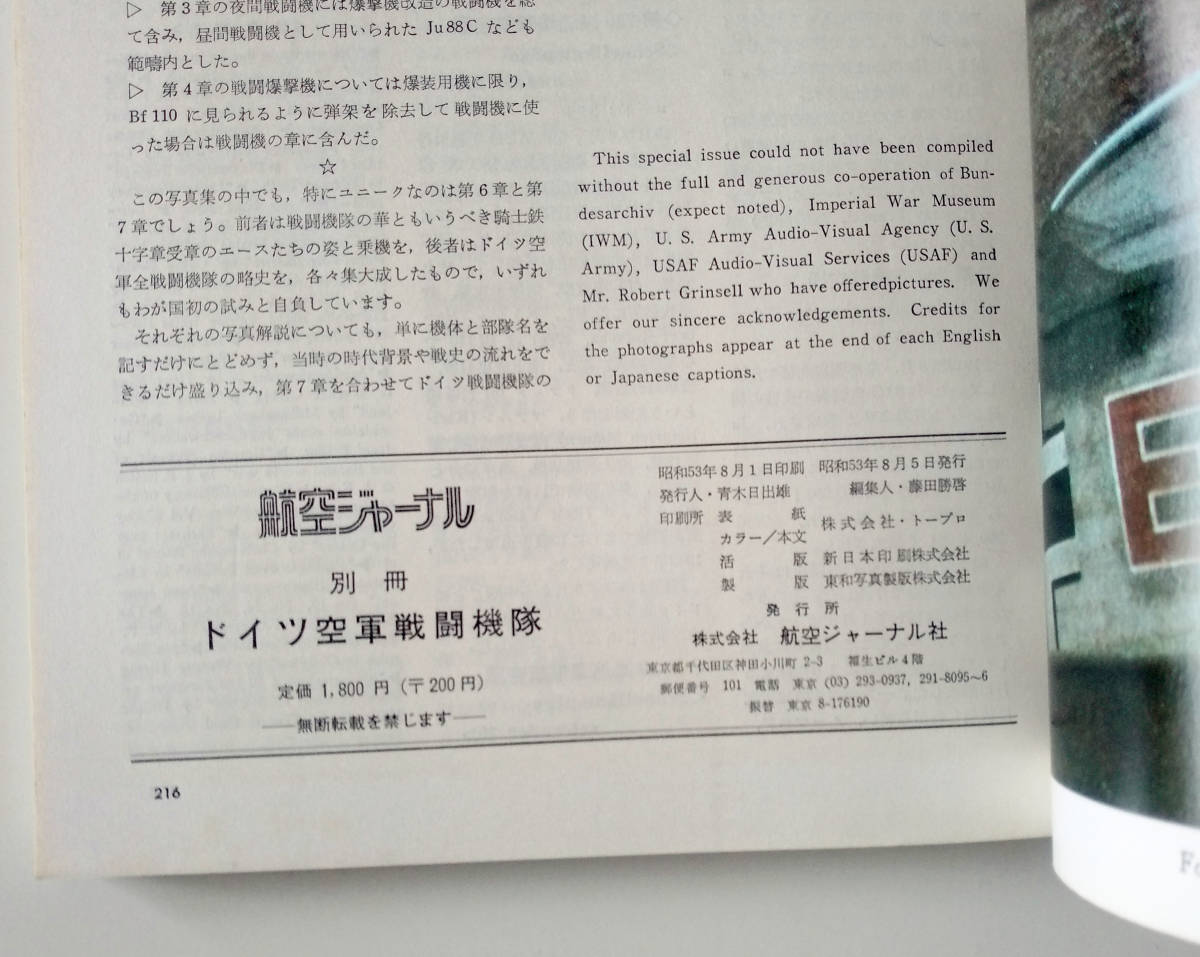 ▷ 第3章の夜間戦闘機には爆撃機改造の戦闘機を総
て含み，昼間戦闘機として用いられた Ju88C なども
範疇内とした。
▷ 第4章の戦闘爆撃機については爆装用機に限り，
Bf 110 に見られるように弾架を除去して戦闘機に使
った場合は戦闘機の章に含んだ。
☆
この写真集の中でも，特にユニークなのは第6章と第
7章でしょう。前者は戦闘機隊の華ともいうべき騎士鉄
十字章受章のエースたちの姿と乗機を，後者はドイツ空
軍全戦闘機隊の略史を，各々集大成したもので，いずれ
もわが国初の試みと自負しています。
それぞれの写真解説についても，単に機体と部隊名を
記すだけにとどめず，当時の時代背景や戦史の流れをで
きるだけ盛り込み，第7章を合わせてドイツ戦闘機隊の
This special issue could not have been compiled
without the full and generous co-operation of Bun-
desarchiv (expect noted), Imperial War Museum
(IWM), U. S. Army Audio-Visual Agency (U. S.
Army), USAF Audio-Visual Services (USAF) and
Mr. Robert Grinsell who have offeredpictures. We
offer our sincere acknowledgements. Credits for
the photographs appear at the end of each English
or Japanese captions.
航空ジャーナル
別冊
ドイツ空軍戦闘機隊
定価 1,800 円 (〒200円)
――無断転載を禁じます――
昭和53年8月1日印刷 昭和53年8月5日発行
発行人・青木日出雄 編集人・藤田勝啓
印刷所 表紙 株式会社・トープロ
カラー／本文
活版 新日本印刷株式会社
製版 東和写真製版株式会社
発行所
株式会社 航空ジャーナル社
東京都千代田区神田小川町 2-3 福生ビル4階
郵便番号 101 電話 東京 (03) 293-0937, 291-8095〜6
振替 東京 8-176190
216